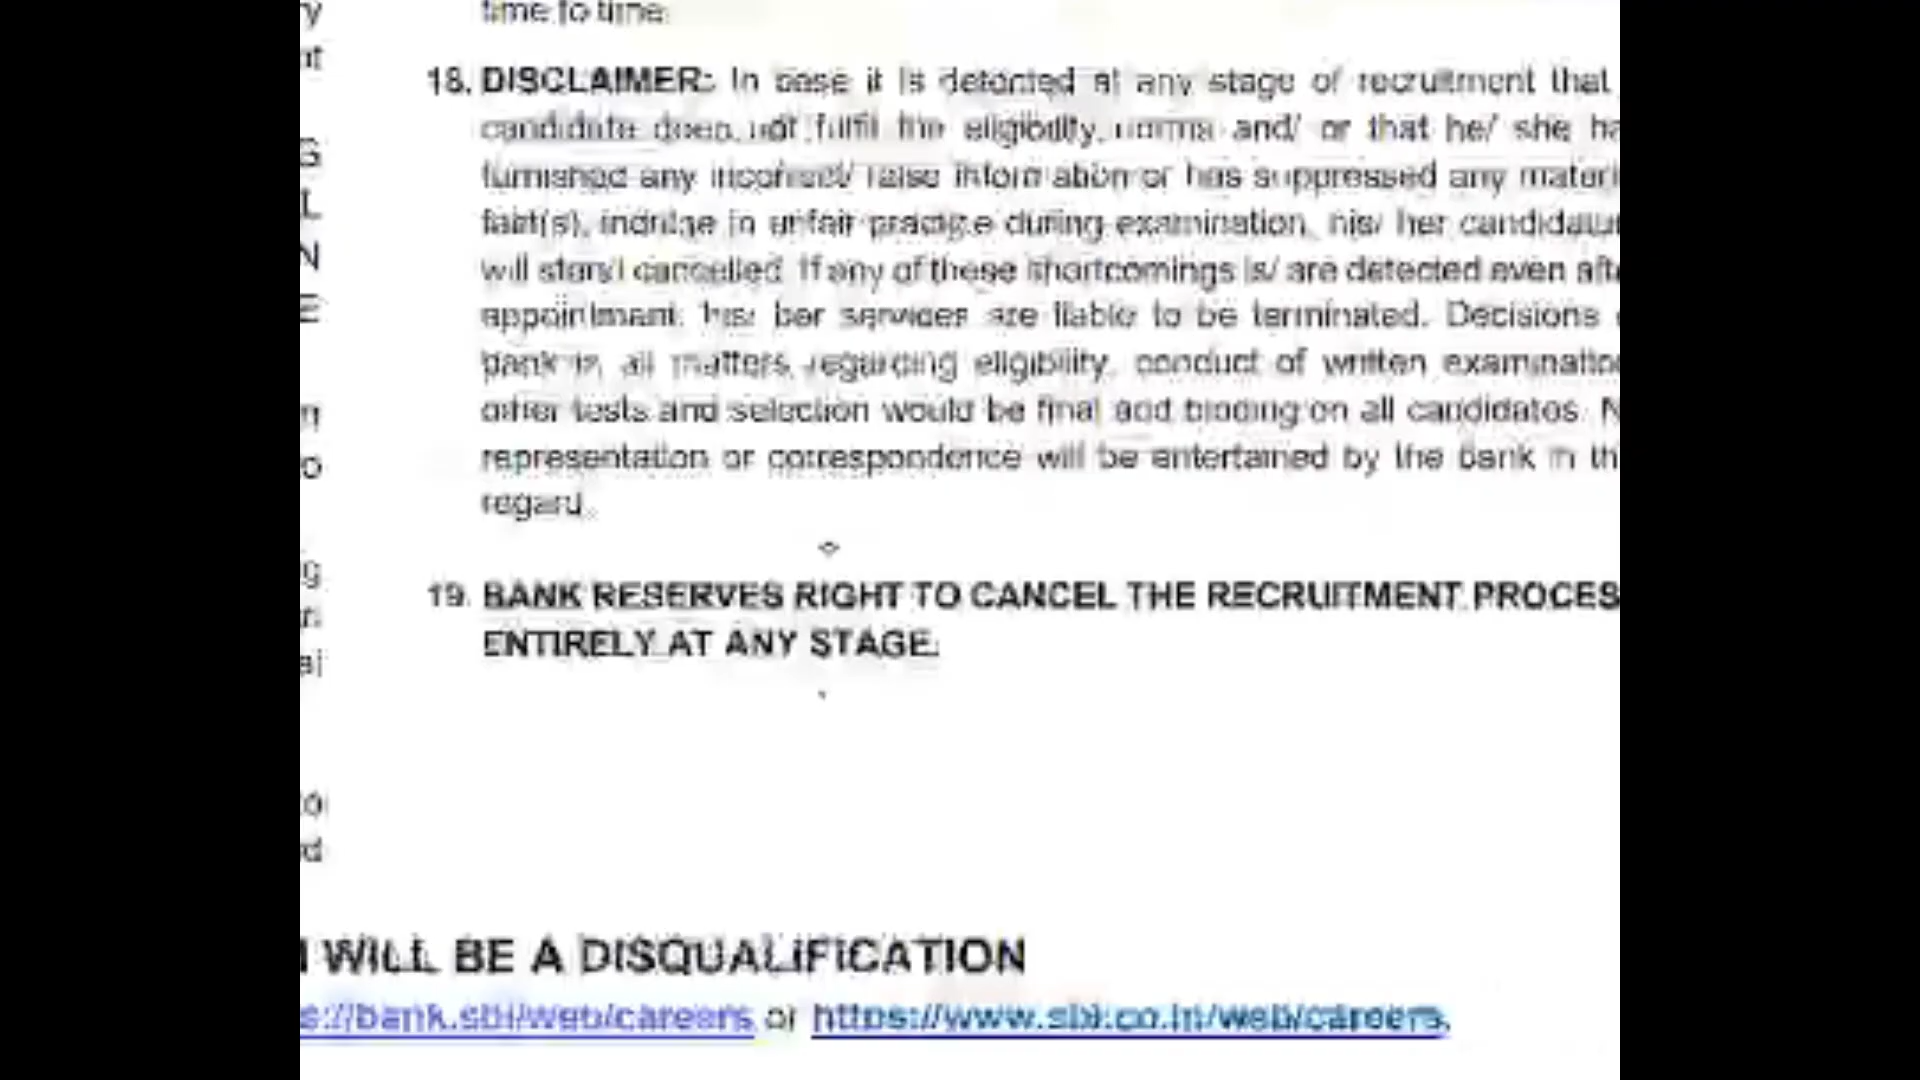 time to time
18. DISCLAIMER: In case it is detected at any stage of recruitment that
candidate does not fulfil the eligibility norms and/ or that he/ she
furnished any incorrect/ false information or has suppressed any
fact(s), indulge in unfair practice during examination, his/ her
will stand cancelled. If any of these shortcomings is/ are detected even
appointment, his/ her services are liable to be terminated. Decisions
bank in all matters regarding eligibility, conduct of written
other tests and selection would be final and binding on all candidates.
representation or correspondence will be entertained by the bank in
regard.
19. BANK RESERVES RIGHT TO CANCEL THE RECRUITMENT PROCES
ENTIRELY AT ANY STAGE.
WILL BE A DISQUALIFICATION
s://bank.sbi/web/careers or https://www.sbi.co.in/web/careers.